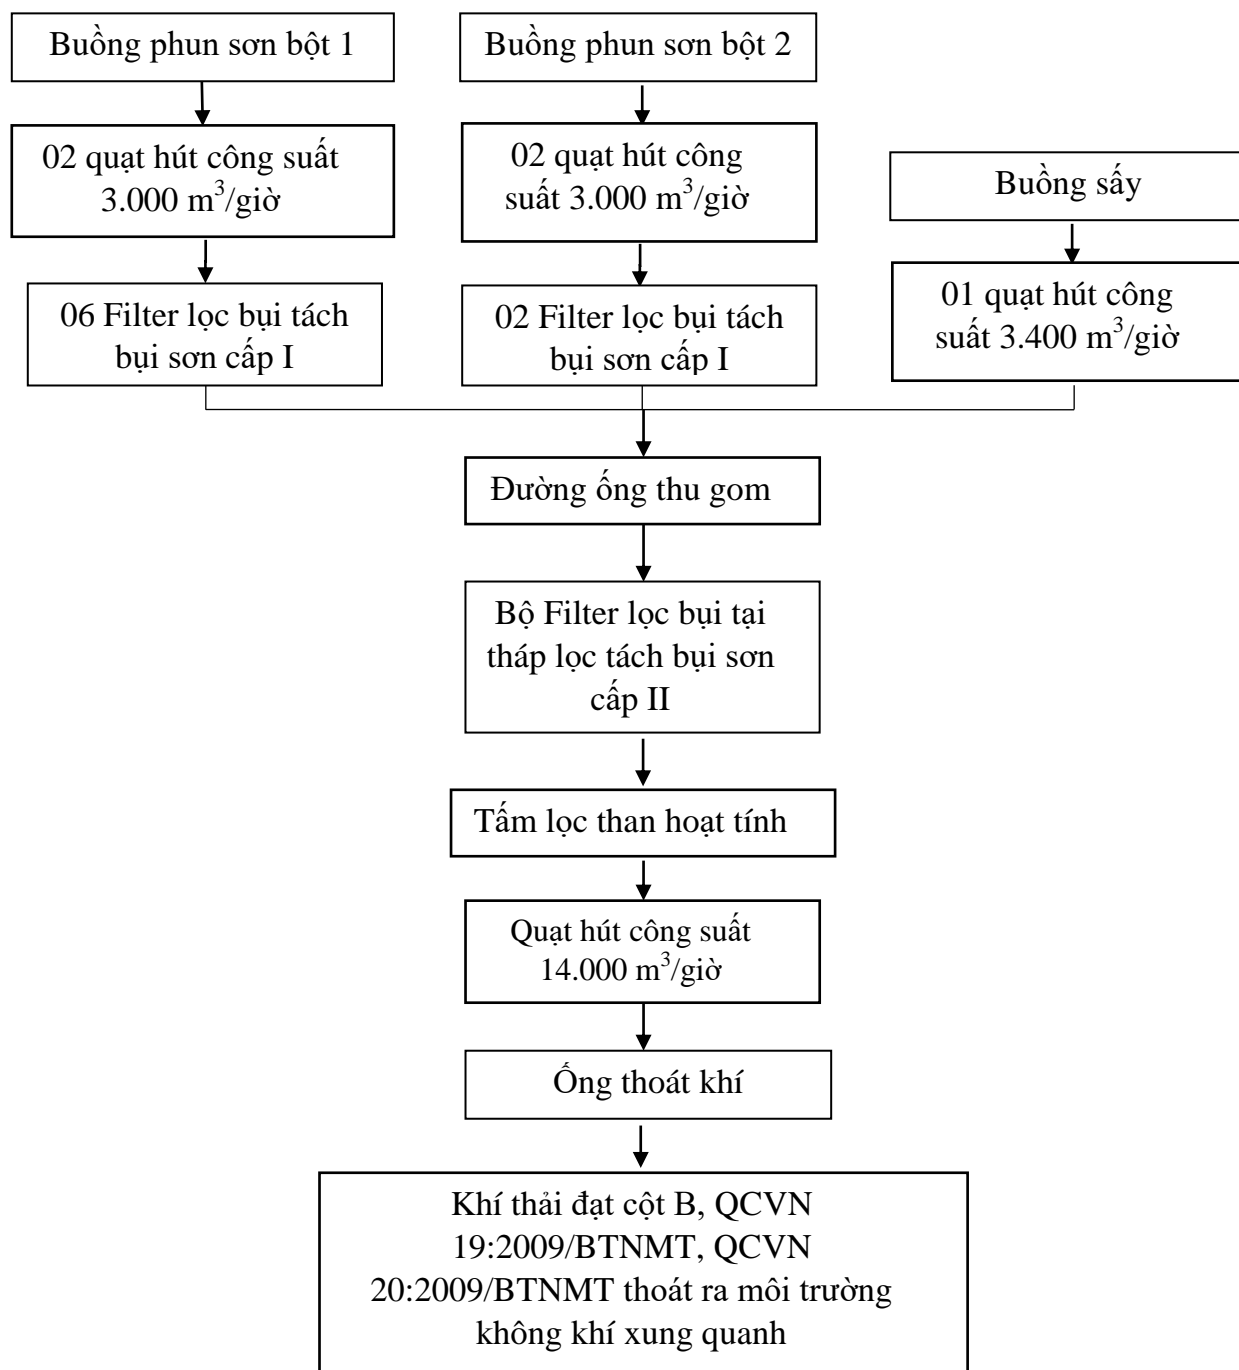 Buồng phun sơn bột 1
Buồng phun sơn bột 2
02 quạt hút công suất
3.000 m³/giờ
02 quạt hút công
suất 3.000 m³/giờ
Buồng sấy
06 Filter lọc bụi tách
bụi sơn cấp I
02 Filter lọc bụi tách
bụi sơn cấp I
01 quạt hút công
suất 3.400 m³/giờ
Đường ống thu gom
Bộ Filter lọc bụi tại
tháp lọc tách bụi sơn
cấp II
Tấm lọc than hoạt tính
Quạt hút công suất
14.000 m³/giờ
Ống thoát khí
Khí thải đạt cột B, QCVN
19:2009/BTNMT, QCVN
20:2009/BTNMT thoát ra môi trường
không khí xung quanh